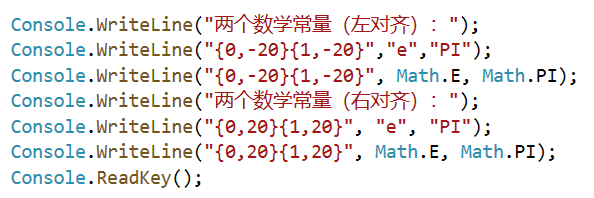 Console.WriteLine("两个数学常量（左对齐）：");
Console.WriteLine("{0,-20}{1,-20}","e","PI");
Console.WriteLine("{0,-20}{1,-20}", Math.E, Math.PI);
Console.WriteLine("两个数学常量（右对齐）：");
Console.WriteLine("{0,20}{1,20}", "e", "PI");
Console.WriteLine("{0,20}{1,20}", Math.E, Math.PI);
Console.ReadKey();